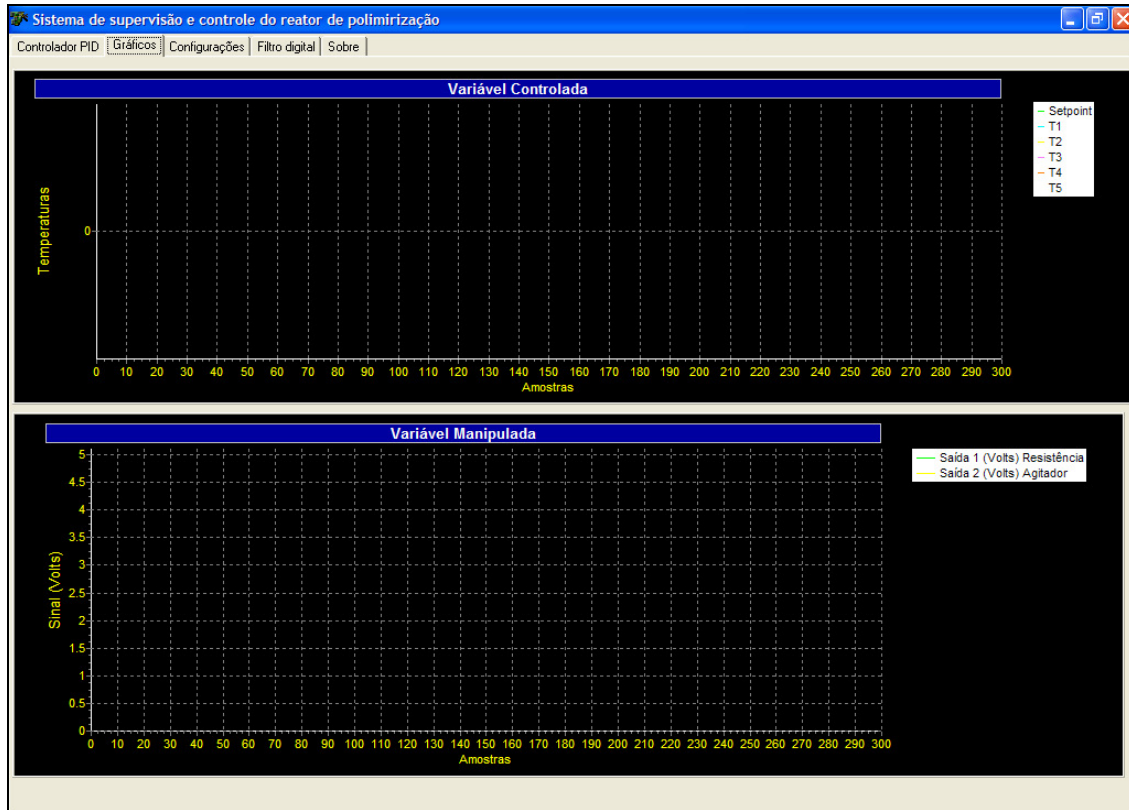 Sistema de supervisão e controle do reator de polimirização
Controlador PID Gráficos Configurações Filtro digital Sobre
Variável Controlada
Setpoint
T1
T2
T3
T4
T5
Temperaturas
0
0 10 20 30 40 50 60 70 80 90 100 110 120 130 140 150 160 170 180 190 200 210 220 230 240 250 260 270 280 290 300
Amostras
Variável Manipulada
Saída 1 (Volts) Resistência
Saída 2 (Volts) Agitador
Sinal (Volts)
5
4.5
4
3.5
3
2.5
2
1.5
1
0.5
0
0 10 20 30 40 50 60 70 80 90 100 110 120 130 140 150 160 170 180 190 200 210 220 230 240 250 260 270 280 290 300
Amostras